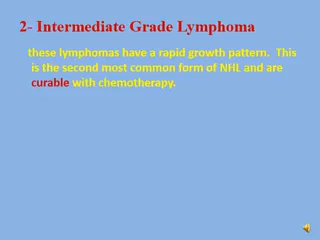 2- Intermediate Grade Lymphoma
these lymphomas have a rapid growth pattern. This
is the second most common form of NHL and are
curable with chemotherapy.